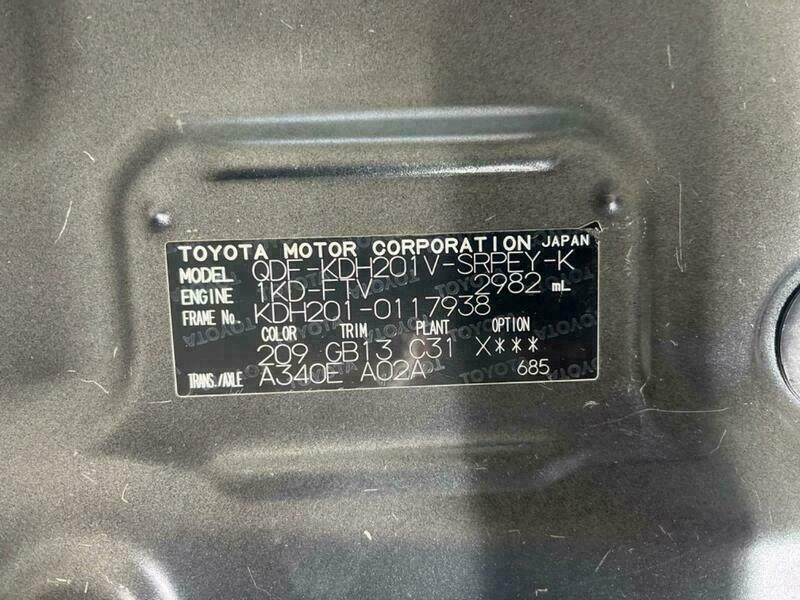 TOYOTA MOTOR CORPORATION JAPAN
MODEL QDF-KDH201V-SRPEY-K
ENGINE 1KD-FTV 2982 mL
FRAME No. KDH201-0117938
COLOR TRIM PLANT OPTION
209 GB13 C31 X***
TRANS./AXLE A340E A02A 685